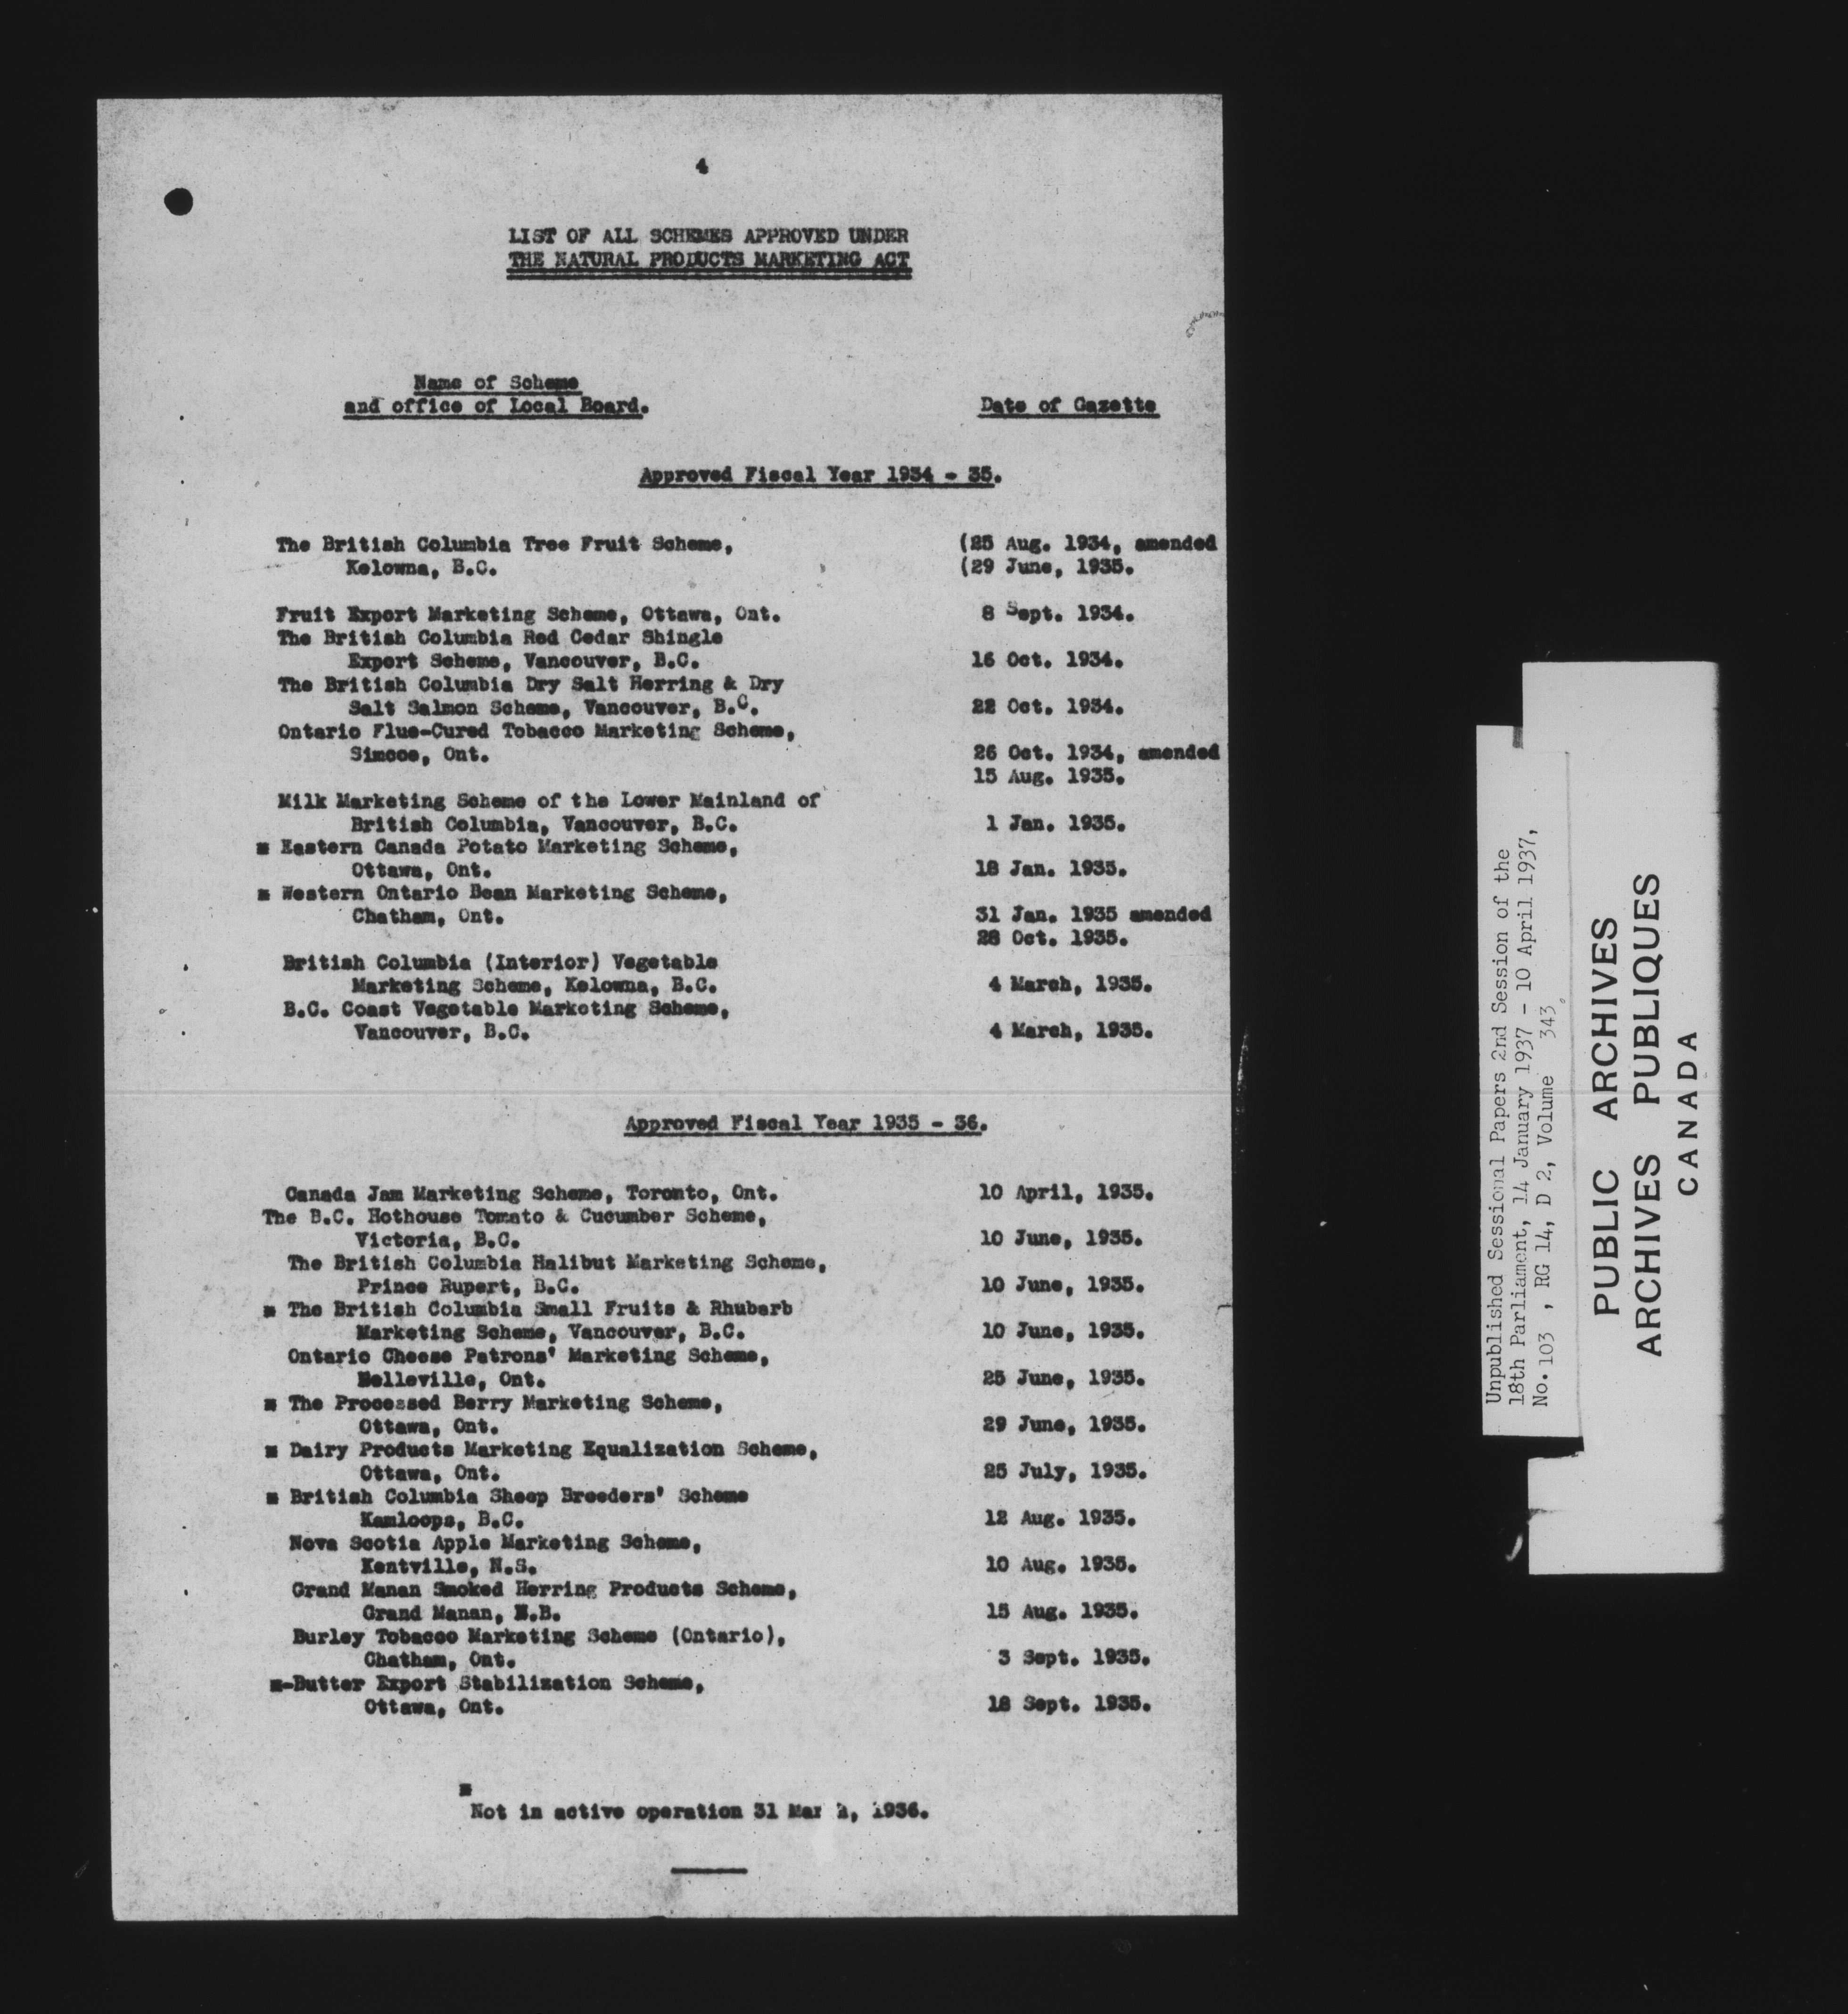 4
LIST OF ALL SCHEMES APPROVED UNDER
THE NATURAL PRODUCTS MARKETING ACT
Name of Scheme
and office of Local Board.
Date of Gazette
Approved Fiscal Year 1934 - 35.
The British Columbia Tree Fruit Scheme, (25 Aug. 1934, amended
Kelowna, B.C. (29 June, 1935.
Fruit Export Marketing Scheme, Ottawa, Ont. 8 Sept. 1934.
The British Columbia Red Cedar Shingle
Export Scheme, Vancouver, B.C. 16 Oct. 1934.
The British Columbia Dry Salt Herring & Dry
Salt Salmon Scheme, Vancouver, B.C. 22 Oct. 1934.
Ontario Flue-Cured Tobacco Marketing Scheme,
Simcoe, Ont. 26 Oct. 1934, amended
15 Aug. 1935.
Milk Marketing Scheme of the Lower Mainland of
British Columbia, Vancouver, B.C. 1 Jan. 1935.
* Eastern Canada Potato Marketing Scheme,
Ottawa, Ont. 18 Jan. 1935.
* Western Ontario Bean Marketing Scheme,
Chatham, Ont. 31 Jan. 1935 amended
28 Oct. 1935.
British Columbia (Interior) Vegetable
Marketing Scheme, Kelowna, B.C. 4 March, 1935.
B.C. Coast Vegetable Marketing Scheme,
Vancouver, B.C. 4 March, 1935.
Approved Fiscal Year 1935 - 36.
Canada Jam Marketing Scheme, Toronto, Ont. 10 April, 1935.
The B.C. Hothouse Tomato & Cucumber Scheme,
Victoria, B.C. 10 June, 1935.
The British Columbia Halibut Marketing Scheme,
Prince Rupert, B.C. 10 June, 1935.
* The British Columbia Small Fruits & Rhubarb
Marketing Scheme, Vancouver, B.C. 10 June, 1935.
Ontario Cheese Patrons' Marketing Scheme,
Belleville, Ont. 25 June, 1935.
* The Processed Berry Marketing Scheme,
Ottawa, Ont. 29 June, 1935.
* Dairy Products Marketing Equalization Scheme,
Ottawa, Ont. 25 July, 1935.
* British Columbia Sheep Breeders' Scheme
Kamloops, B.C. 12 Aug. 1935.
Nova Scotia Apple Marketing Scheme,
Kentville, N.S. 10 Aug. 1935.
Grand Manan Smoked Herring Products Scheme,
Grand Manan, N.B. 15 Aug. 1935.
Burley Tobacco Marketing Scheme (Ontario),
Chatham, Ont. 3 Sept. 1935.
*-Butter Export Stabilization Scheme,
Ottawa, Ont. 18 Sept. 1935.
*
Not in active operation 31 Mar h, 1936.
Unpublished Sessional Papers 2nd Session of the
18th Parliament, 14 January 1937 - 10 April 1937,
No. 103 , RG 14, D 2, Volume 343.
PUBLIC ARCHIVES
ARCHIVES PUBLIQUES
CANADA